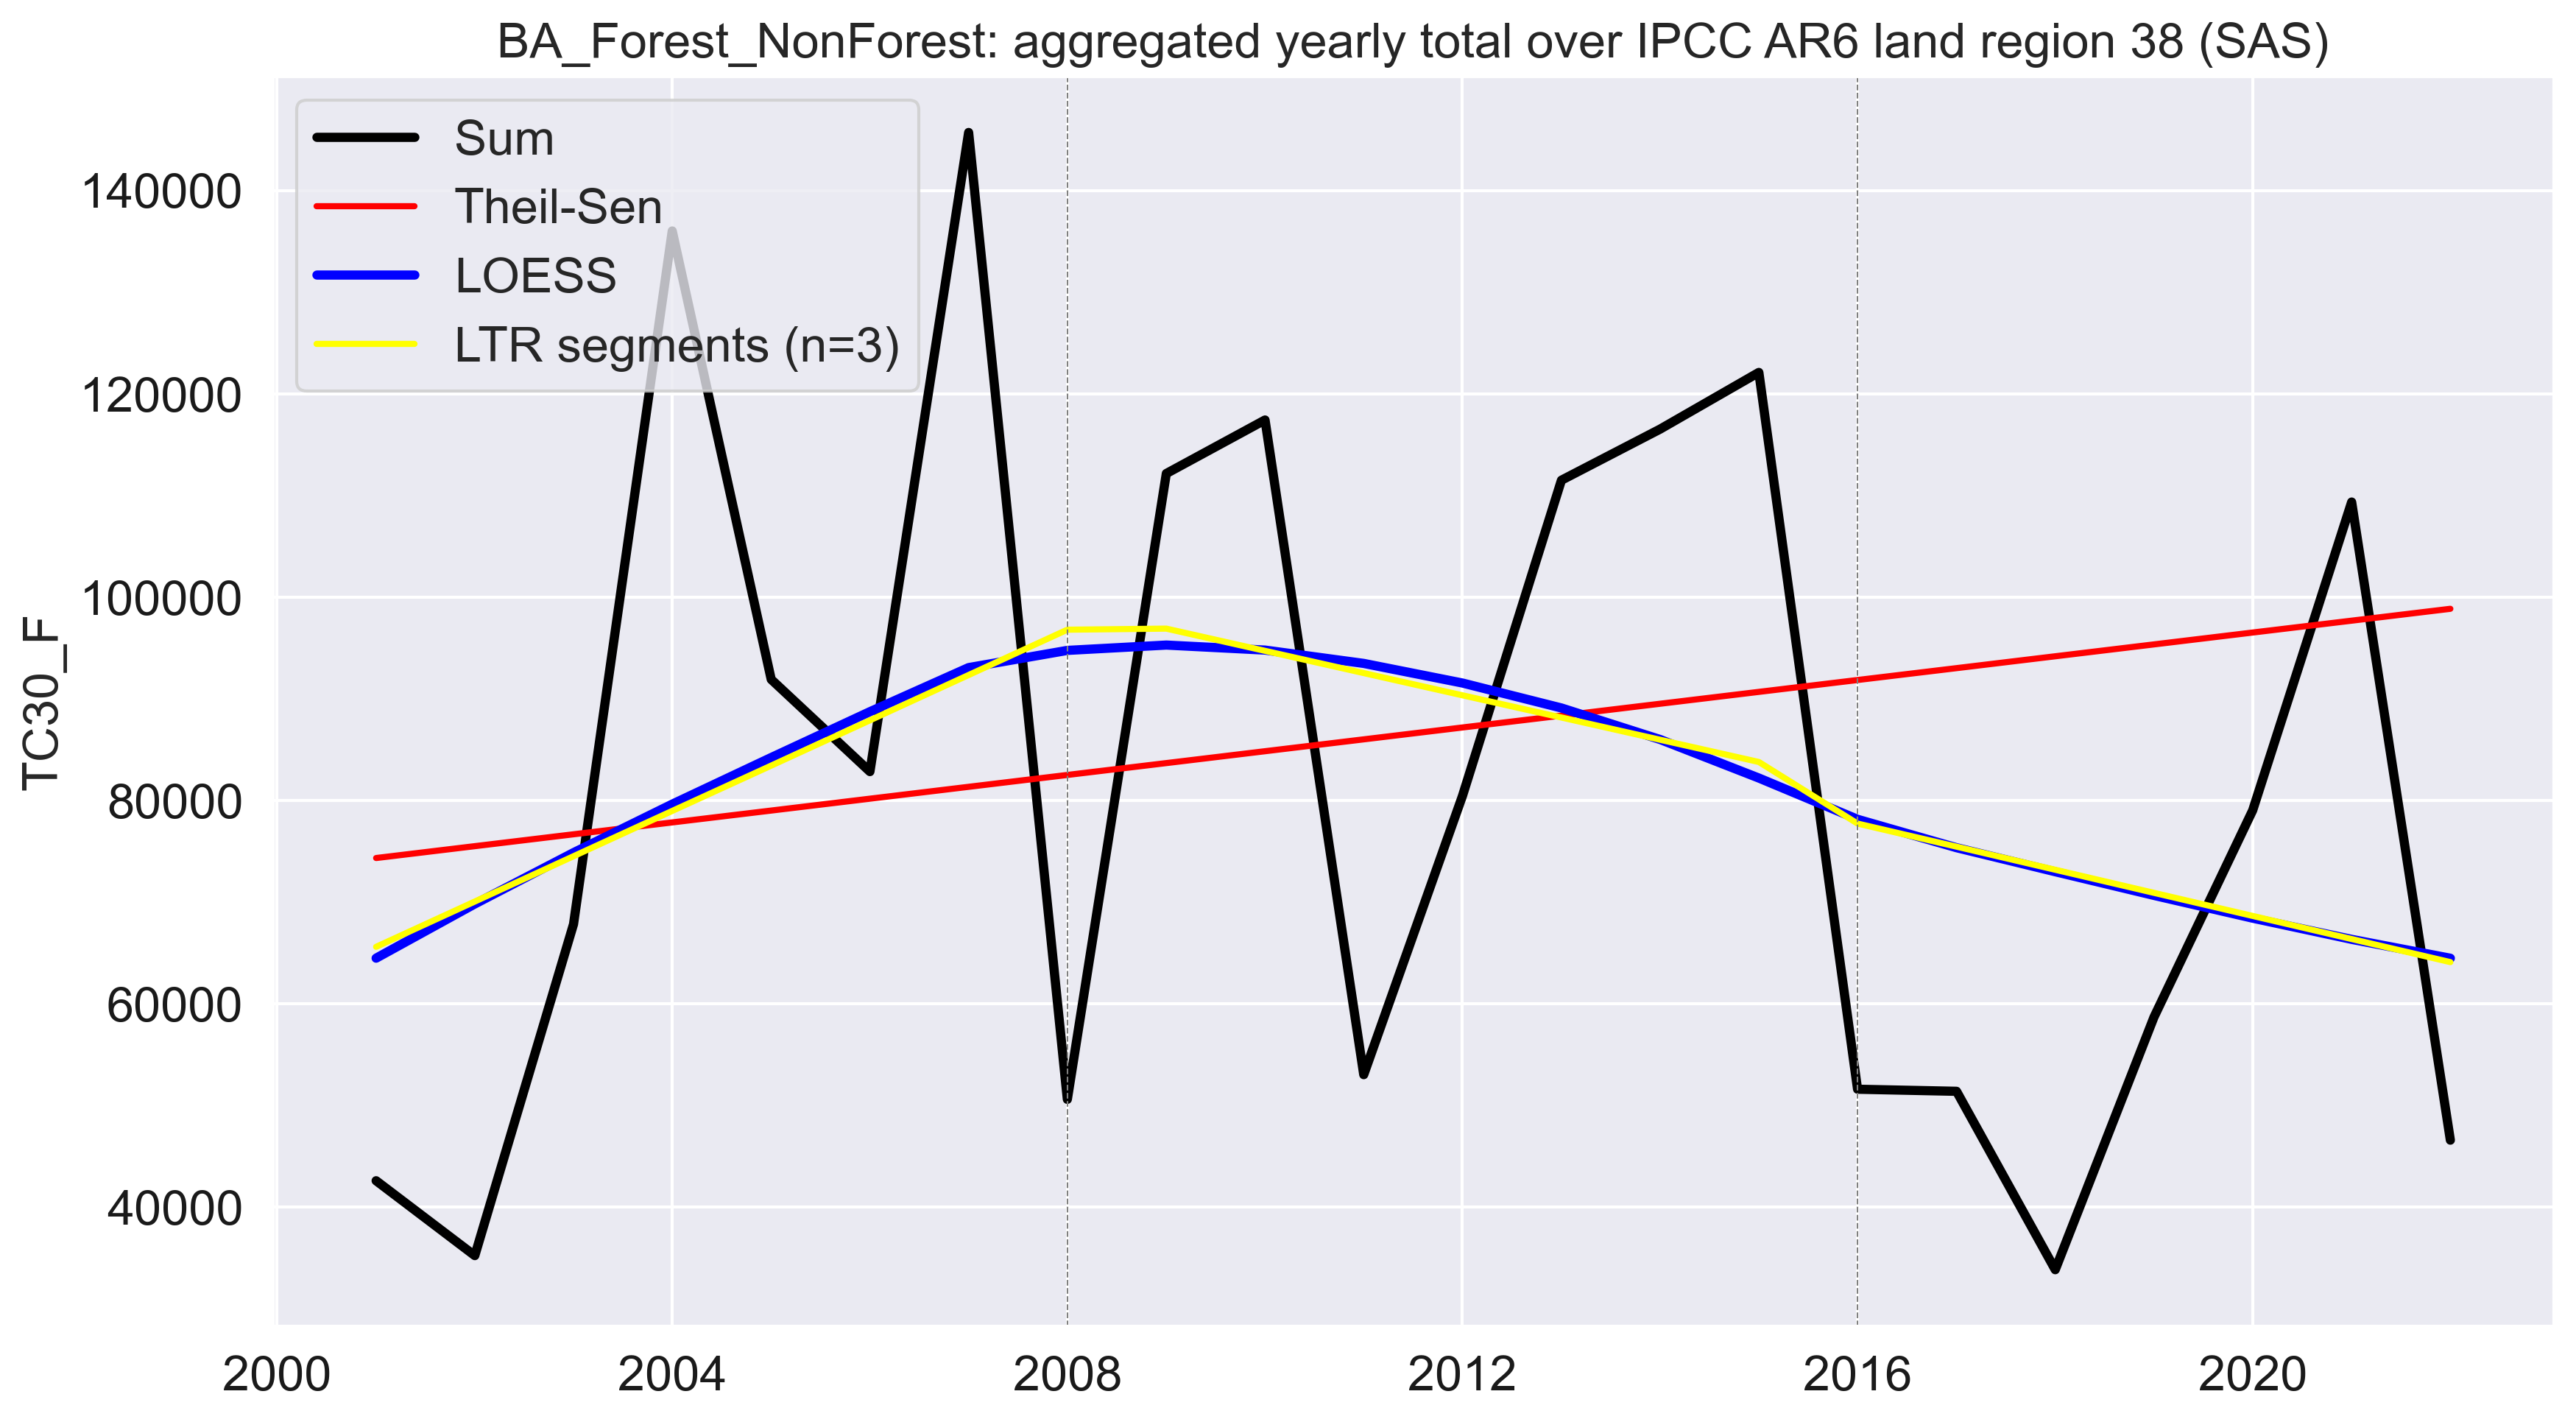 BA_Forest_NonForest: aggregated yearly total over IPCC AR6 land region 38 (SAS)
Sum
Theil-Sen
LOESS
LTR segments (n=3)
TC30_F
140000
120000
100000
80000
60000
40000
2000 2004 2008 2012 2016 2020